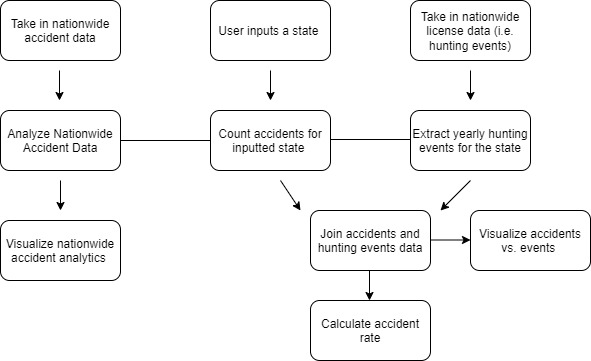 Take in nationwide
accident data
User inputs a state
Take in nationwide
license data (i.e.
hunting events)
Analyze Nationwide
Accident Data
Count accidents for
inputted state
Extract yearly hunting
events for the state
Visualize nationwide
accident analytics
Join accidents and
hunting events data
Visualize accidents
vs. events
Calculate accident
rate